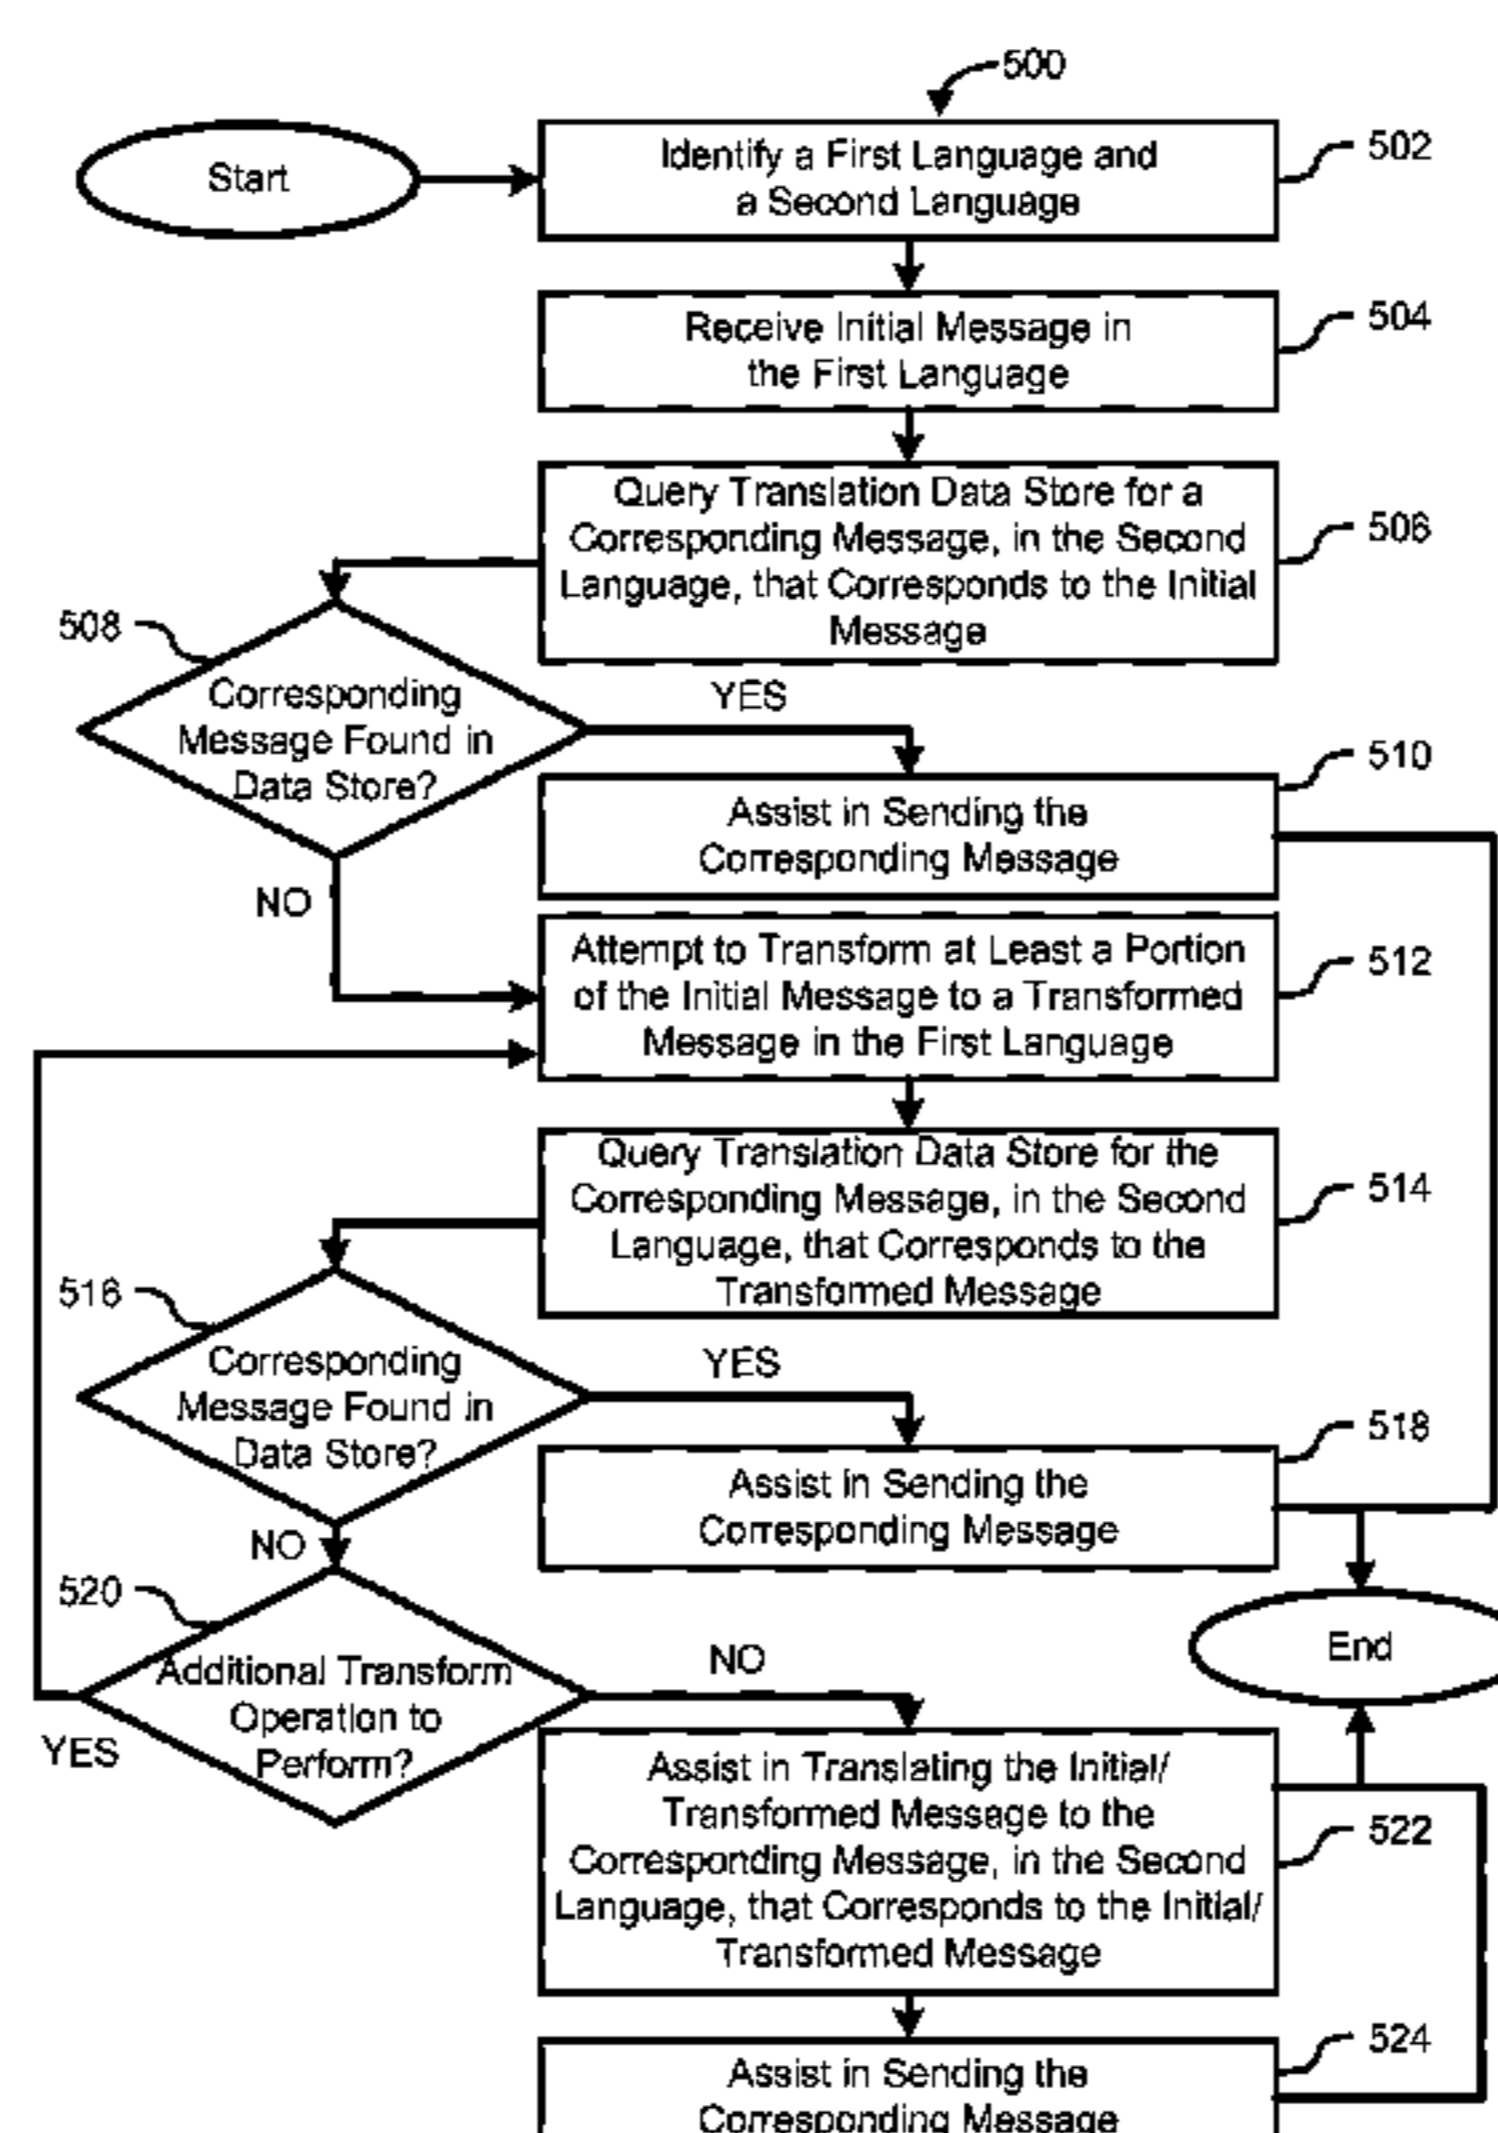 500
Start
Identify a First Language and
a Second Language
502
Receive Initial Message in
the First Language
504
Query Translation Data Store for a
Corresponding Message, in the Second
Language, that Corresponds to the Initial
Message
506
508
Corresponding
Message Found in
Data Store?
YES
NO
Assist in Sending the
Corresponding Message
510
Attempt to Transform at Least a Portion
of the Initial Message to a Transformed
Message in the First Language
512
Query Translation Data Store for the
Corresponding Message, in the Second
Language, that Corresponds to the
Transformed Message
514
516
Corresponding
Message Found in
Data Store?
YES
NO
Assist in Sending the
Corresponding Message
518
520
Additional Transform
Operation to
Perform?
NO
YES
End
Assist in Translating the Initial/
Transformed Message to the
Corresponding Message, in the Second
Language, that Corresponds to the Initial/
Transformed Message
522
Assist in Sending the
Corresponding Message
524